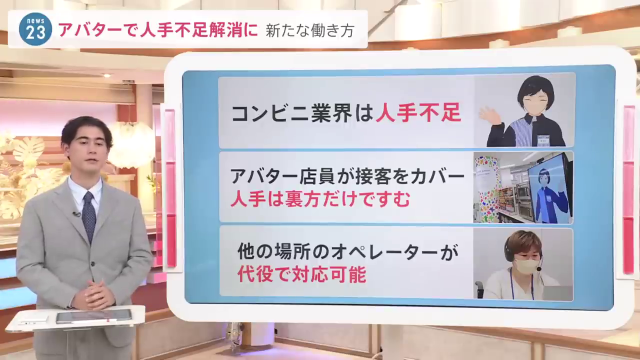 news
23
アバターで人手不足解消に 新たな働き方
コンビニ業界は人手不足
アバター店員が接客をカバー
人手は裏方だけですむ
他の場所のオペレーターが
代役で対応可能